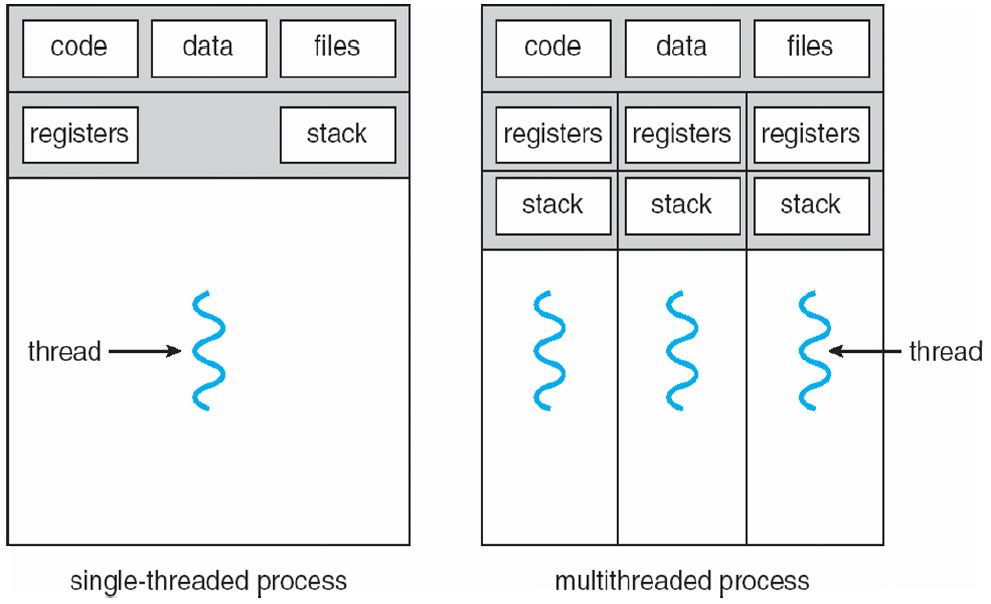 code data files
registers stack
thread
single-threaded process
code data files
registers registers registers
stack stack stack
thread
multithreaded process